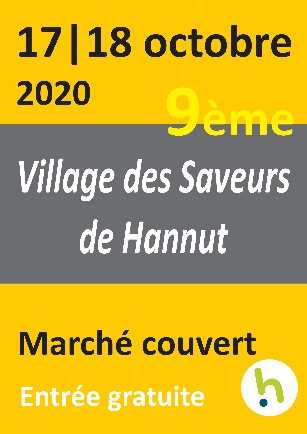 17|18 octobre
2020
9ème
Village des Saveurs
de Hannut
Marché couvert
Entrée gratuite
h